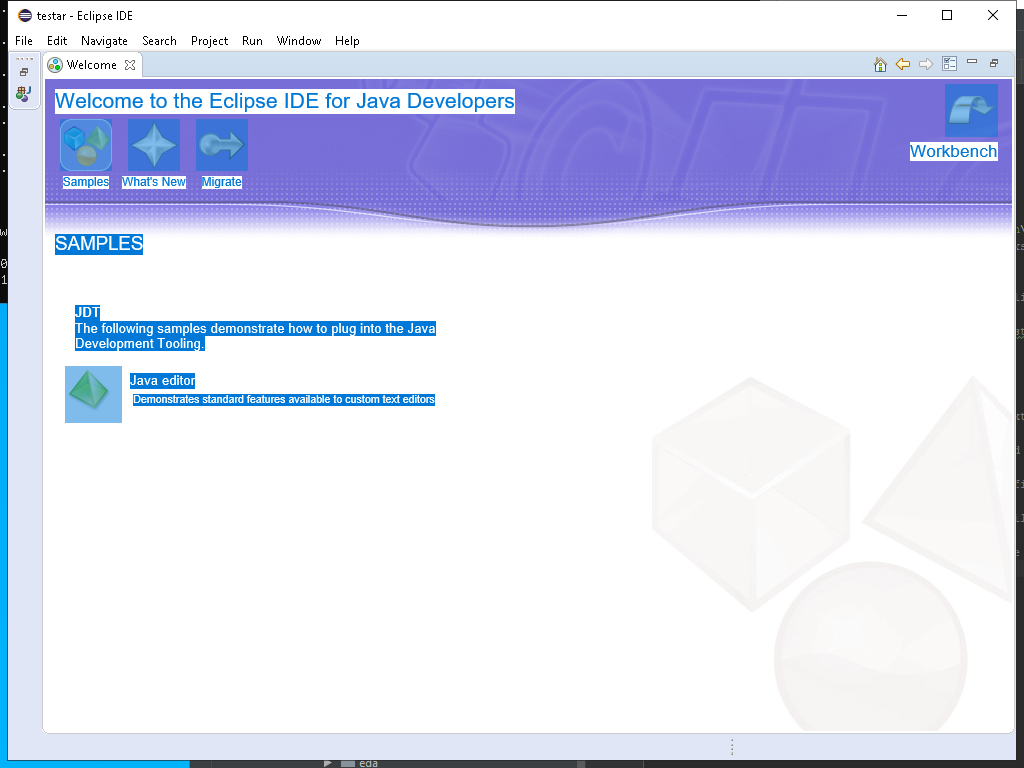 testar - Eclipse IDE
File Edit Navigate Search Project Run Window Help
Welcome
Welcome to the Eclipse IDE for Java Developers
Workbench
Samples What's New Migrate
SAMPLES
JDT
The following samples demonstrate how to plug into the Java
Development Tooling.
Java editor
Demonstrates standard features available to custom text editors
eda